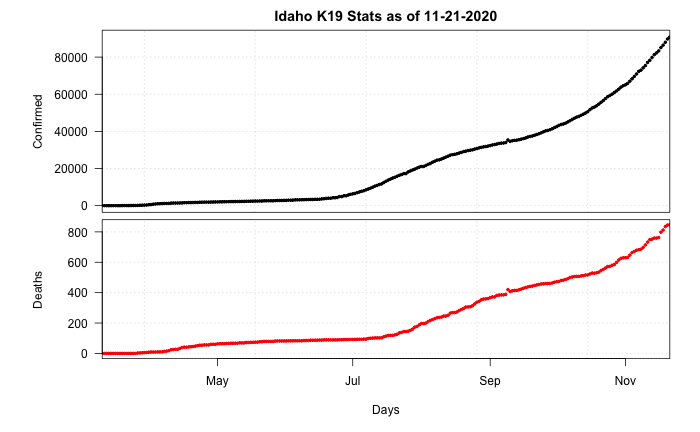 Idaho K19 Stats as of 11-21-2020
Confirmed
80000
60000
40000
20000
0
Deaths
800
600
400
200
0
May Jul Sep Nov
Days